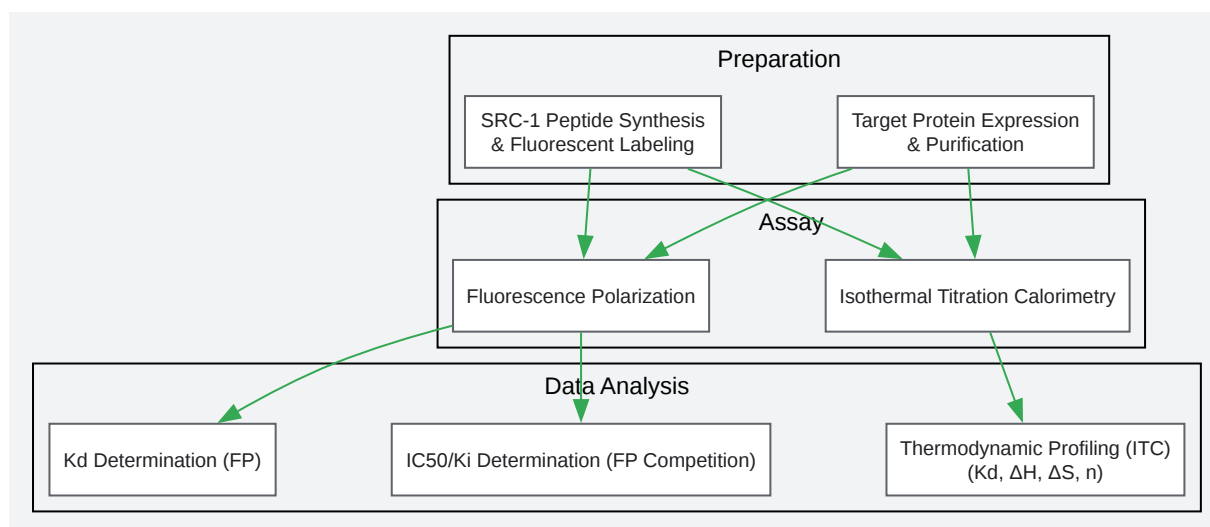 Preparation
SRC-1 Peptide Synthesis
& Fluorescent Labeling
Target Protein Expression
& Purification
Assay
Fluorescence Polarization
Isothermal Titration Calorimetry
Data Analysis
Kd Determination (FP)
IC50/Ki Determination (FP Competition)
Thermodynamic Profiling (ITC)
(Kd, ΔH, ΔS, n)